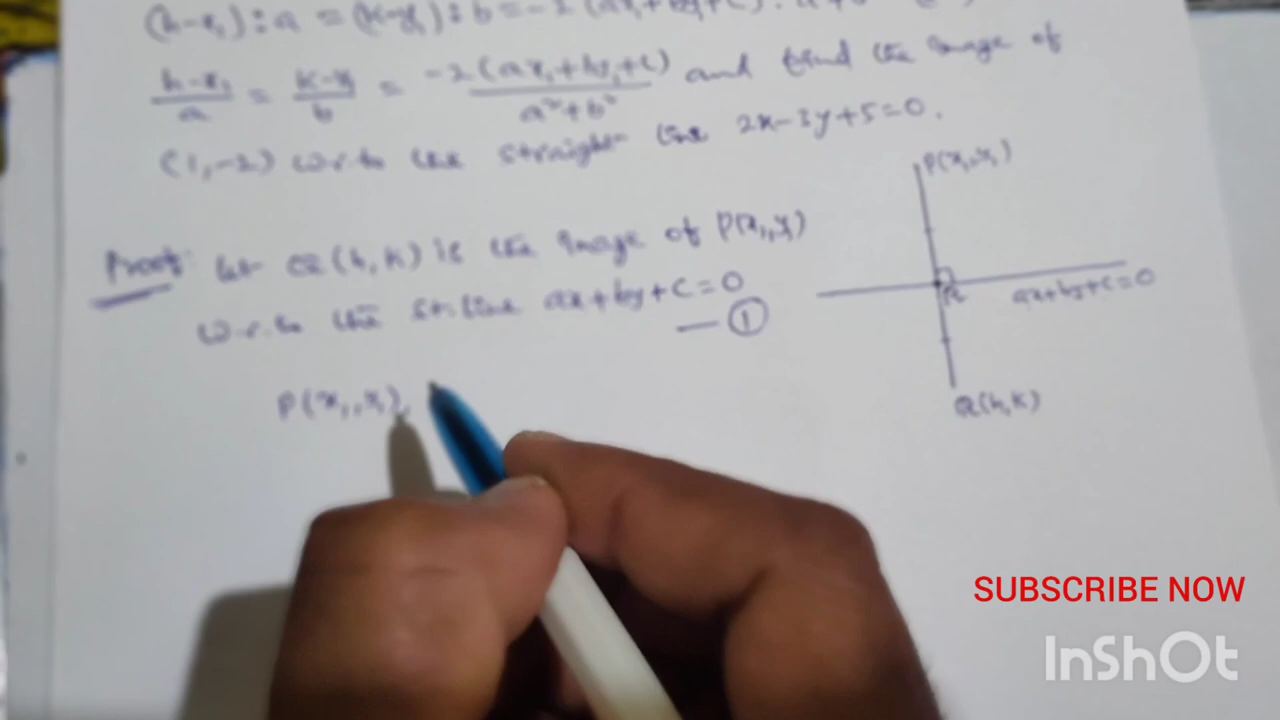 (h-x₁):a = (k-y₁):b = -2(ax₁+by₁+c):a²+b²
h-x₁/a = k-y₁/b = -2(ax₁+by₁+c)/a²+b² and find the image of
(1,-2) w.r.to the straight line 2x-3y+5=0.
Proof: let Q(h,k) is the image of P(x₁,y₁)
w.r.to the st. line ax+by+c=0
— ①
P(x₁,y₁),
P(x₁,y₁)
R
ax+by+c=0
Q(h,k)
SUBSCRIBE NOW
InShOt